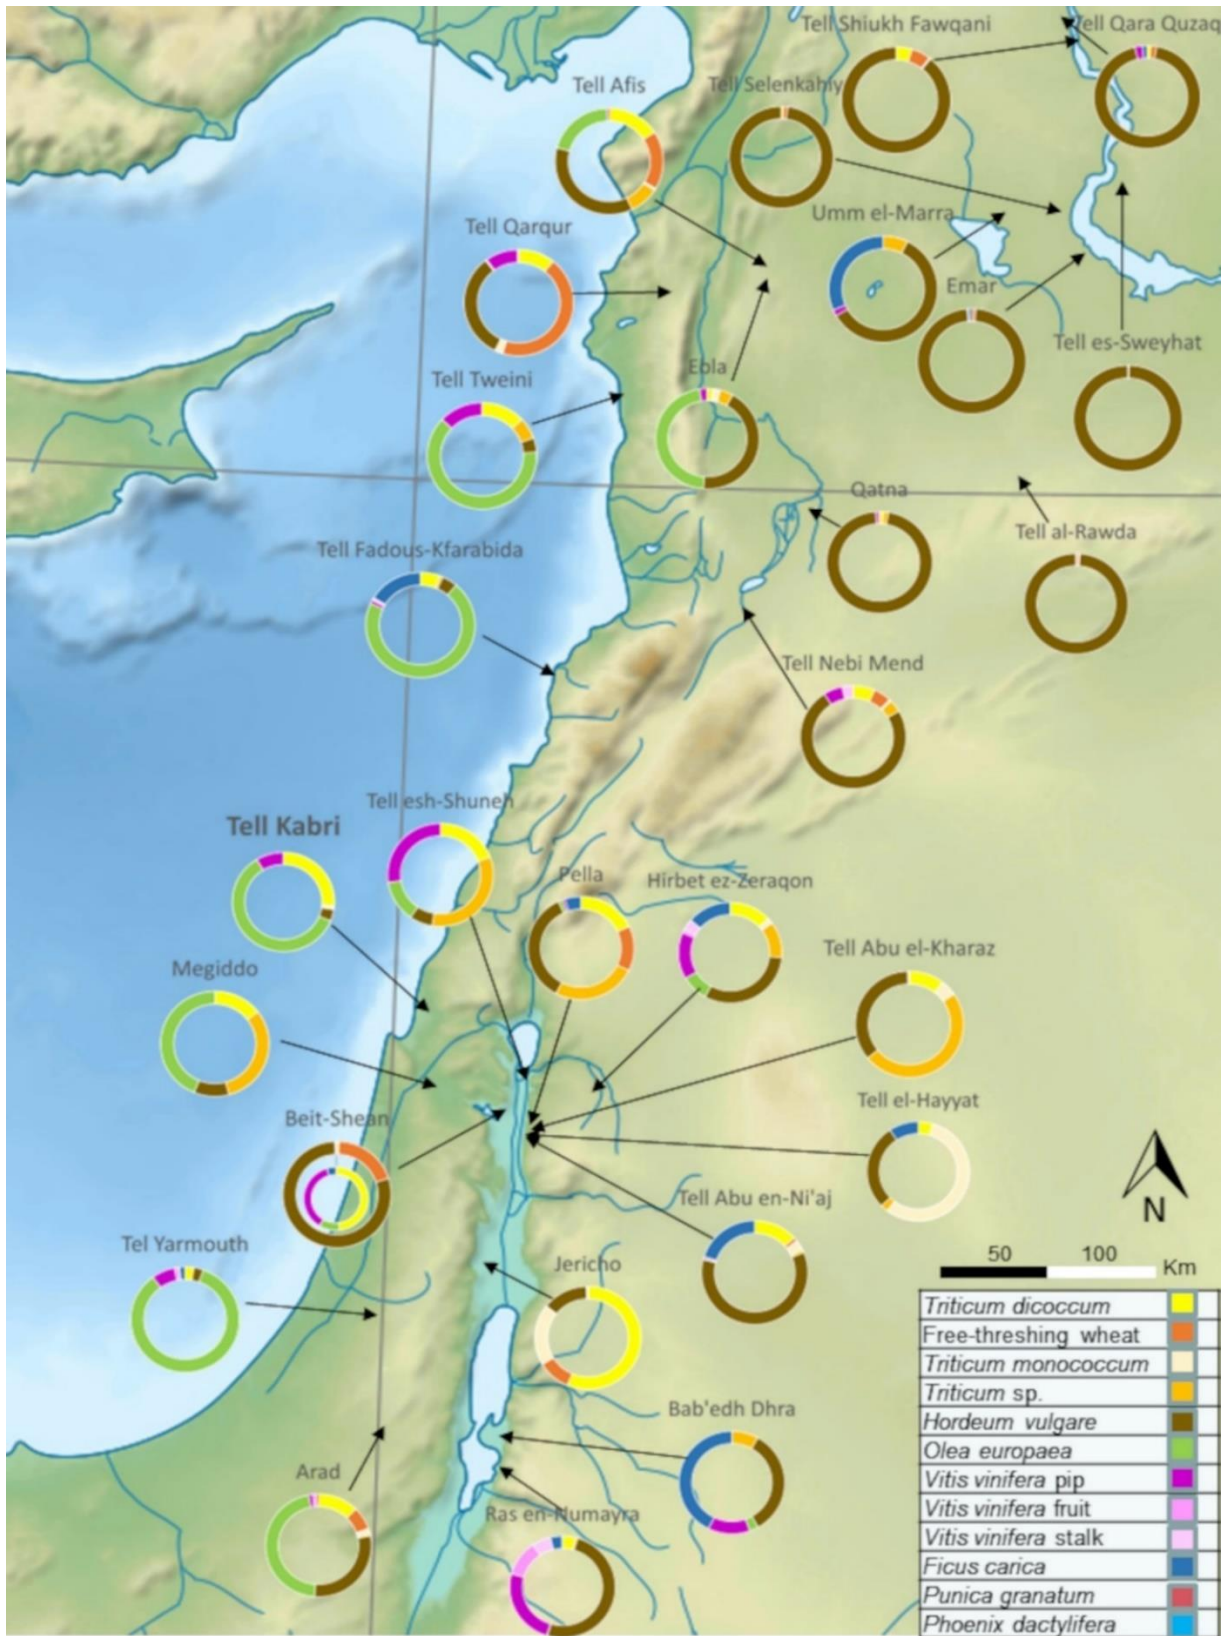 Tell Shiukh Fawqani
Tell Qara Quzaq
Tell Afis
Tell Selenkahiy
Umm el-Marra
Tell Qarqur
Emar
Tell es-Sweyhat
Ebla
Tell Tweini
Qatna
Tell al-Rawda
Tell Fadous-Kfarabida
Tell Nebi Mend
Tell esh-Shuneh
Tell Kabri
Pella
Hirbet ez-Zeraqon
Tell Abu el-Kharaz
Megiddo
Tell el-Hayyat
Beit-Shean
Tell Abu en-Ni'aj
Tel Yarmouth
Jericho
Bab'edh Dhra
Arad
Ras en-Numayra
N
50 100 Km
Triticum dicoccum
Free-threshing wheat
Triticum monococcum
Triticum sp.
Hordeum vulgare
Olea europaea
Vitis vinifera pip
Vitis vinifera fruit
Vitis vinifera stalk
Ficus carica
Punica granatum
Phoenix dactylifera